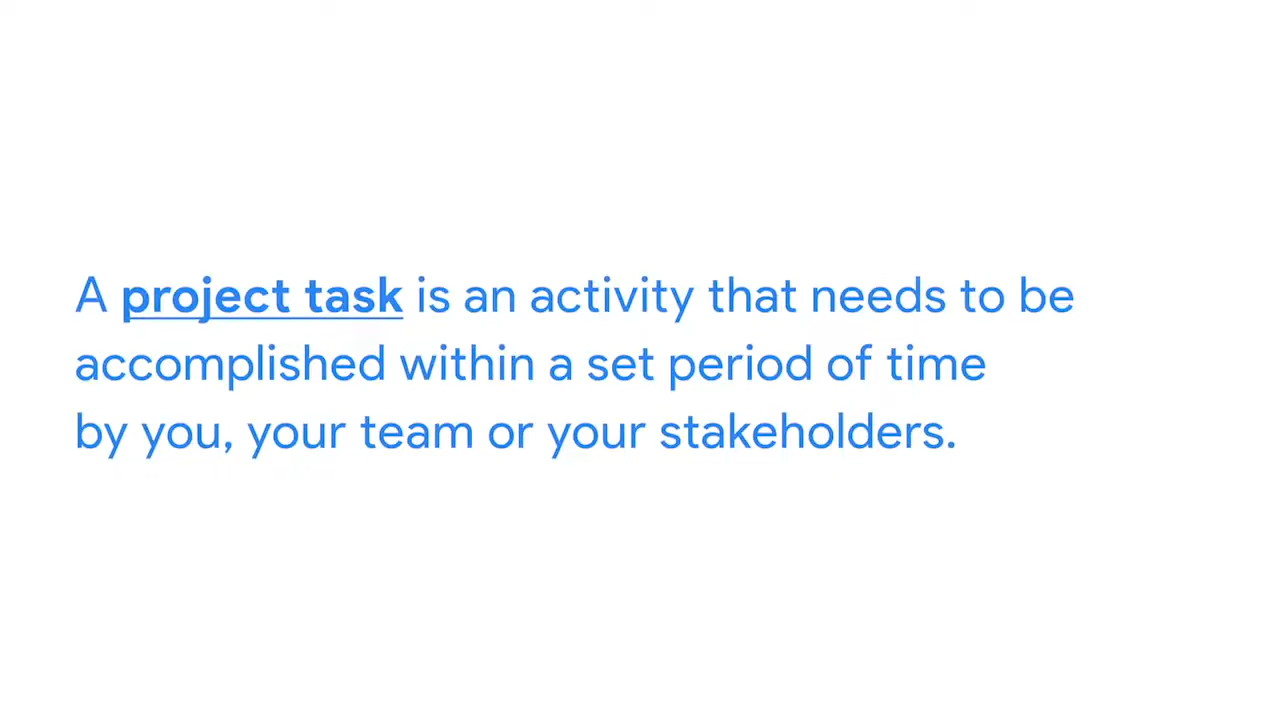 A project task is an activity that needs to be
accomplished within a set period of time
by you, your team or your stakeholders.